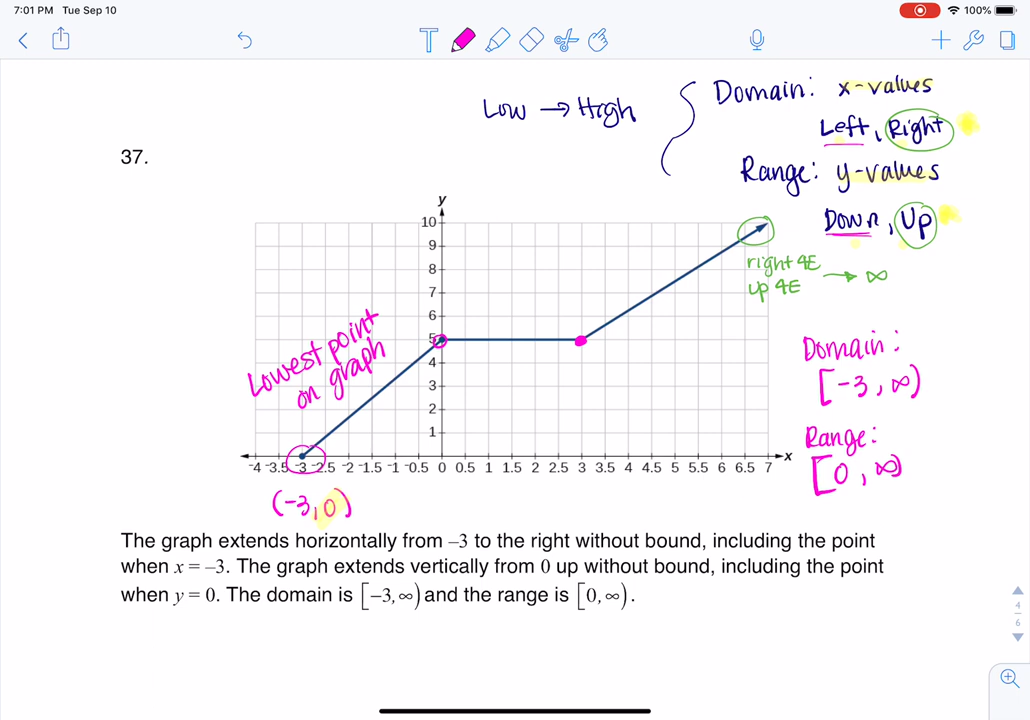 7:01 PM Tue Sep 10
100%
T
Low → High
Domain: x-values
Left, Right
Range: y-values
Down, Up
37.
y
10
9
8
7
6
5
4
3
2
1
-4 -3.5 -3 -2.5 -2 -1.5 -1 -0.5 0 0.5 1 1.5 2 2.5 3 3.5 4 4.5 5 5.5 6 6.5 7
x
Lowest point
on graph
(-3,0)
right 4E
up 4E → ∞
Domain:
[-3, ∞)
Range:
[0, ∞)
The graph extends horizontally from –3 to the right without bound, including the point
when x = –3. The graph extends vertically from 0 up without bound, including the point
when y = 0. The domain is [–3, ∞) and the range is [0, ∞).
4
6